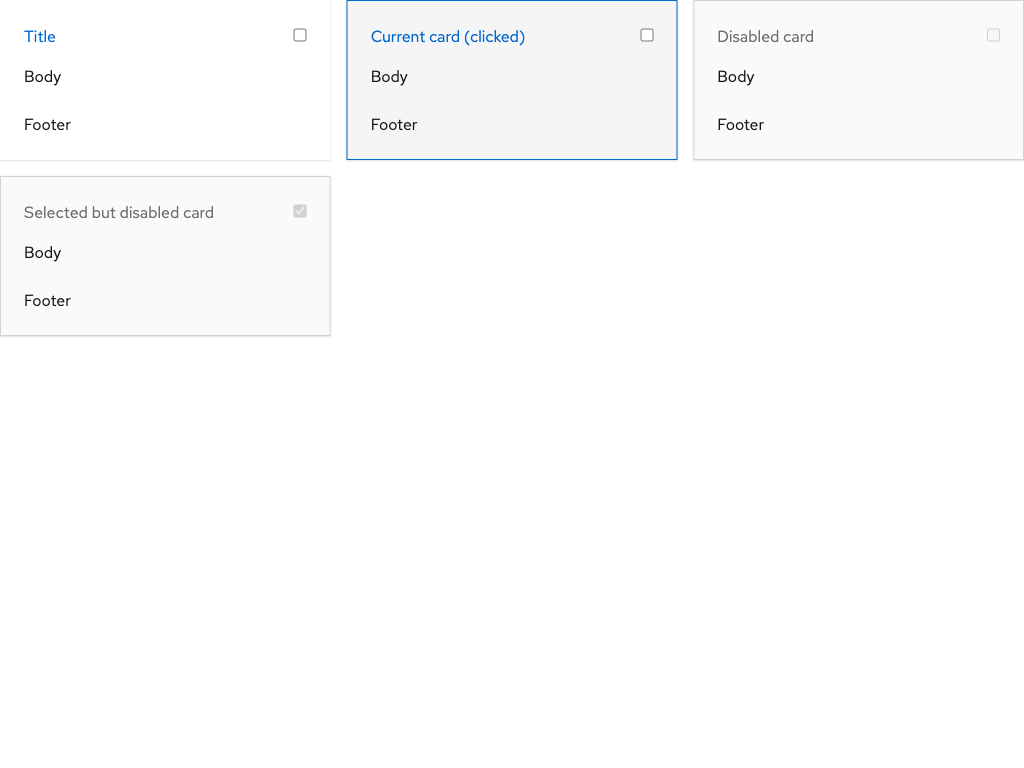 Title
Body
Footer
Current card (clicked)
Body
Footer
Disabled card
Body
Footer
Selected but disabled card
Body
Footer